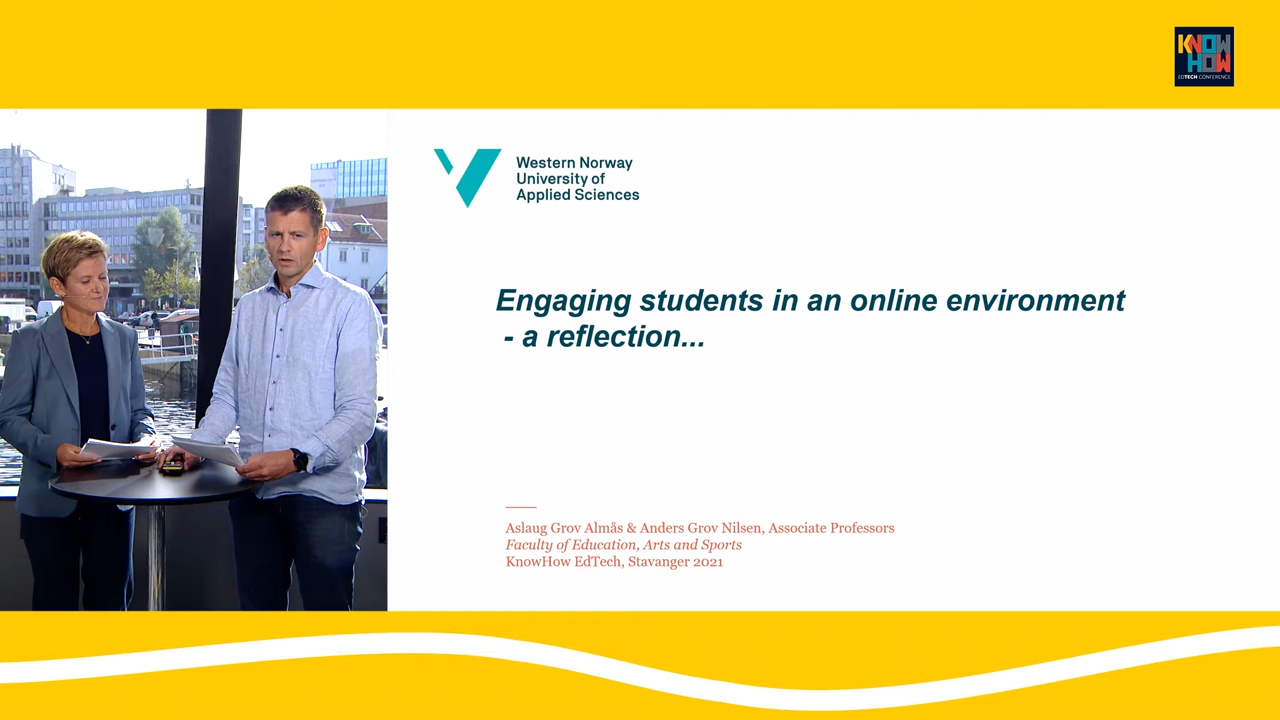 KNOW
HOW
EDTECH CONFERENCE
Western Norway
University of
Applied Sciences
Engaging students in an online environment
- a reflection...
Aslaug Grov Almås & Anders Grov Nilsen, Associate Professors
Faculty of Education, Arts and Sports
KnowHow EdTech, Stavanger 2021